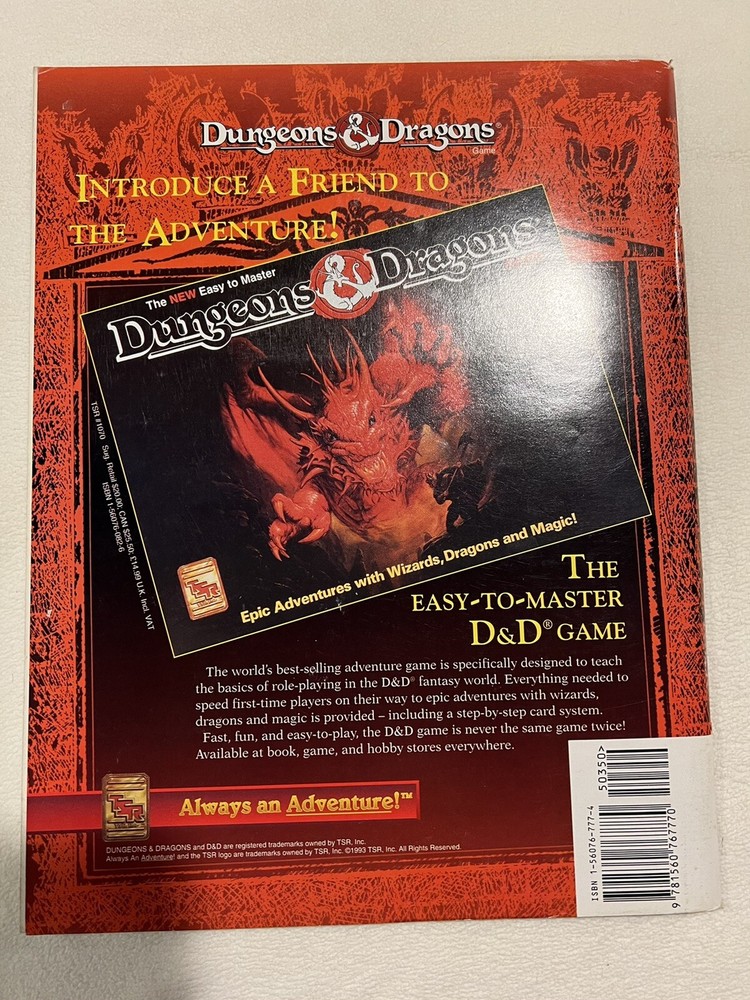 Dungeons & Dragons®
Game
INTRODUCE A FRIEND TO
THE ADVENTURE!
The NEW Easy to Master
Dungeons & Dragons®
TSR #1070 Sug. Retail $20.00; CAN $25.50; £14.99 U.K. Incl. VAT
ISBN 1-56076-082-6
TSR
Epic Adventures with Wizards, Dragons and Magic!
THE
EASY-TO-MASTER
D&D® GAME
The world's best-selling adventure game is specifically designed to teach
the basics of role-playing in the D&D® fantasy world. Everything needed to
speed first-time players on their way to epic adventures with wizards,
dragons and magic is provided – including a step-by-step card system.
Fast, fun, and easy-to-play, the D&D game is never the same game twice!
Available at book, game, and hobby stores everywhere.
TSR
Always an Adventure!™
DUNGEONS & DRAGONS and D&D are registered trademarks owned by TSR, Inc.
Always An Adventure! and the TSR logo are trademarks owned by TSR, Inc. ©1993 TSR, Inc. All Rights Reserved.
50350>
ISBN 1-56076-777-4
9 781560 767770